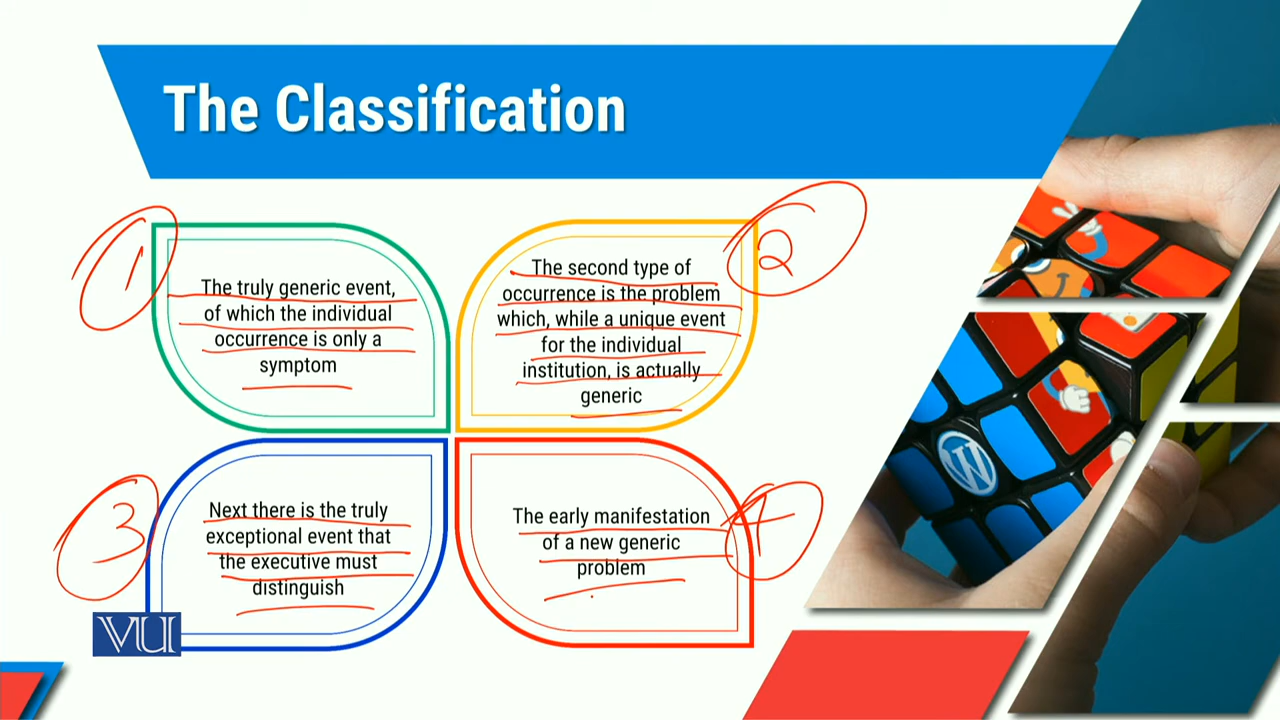 The Classification
1
The truly generic event,
of which the individual
occurrence is only a
symptom
2
The second type of
occurrence is the problem
which, while a unique event
for the individual
institution, is actually
generic
3
Next there is the truly
exceptional event that
the executive must
distinguish
4
The early manifestation
of a new generic
problem
VU
W